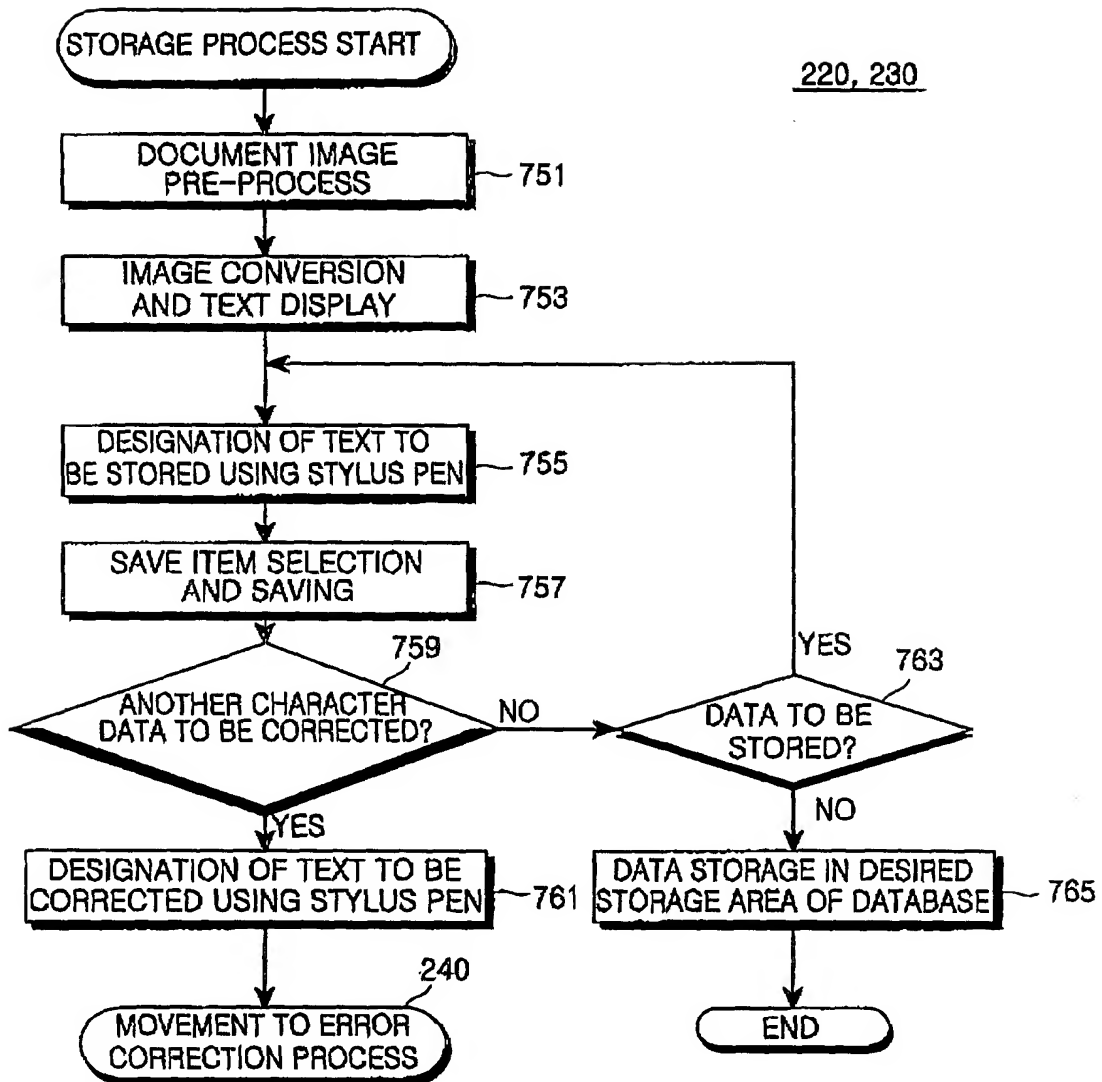 STORAGE PROCESS START
220, 230
DOCUMENT IMAGE
PRE-PROCESS
751
IMAGE CONVERSION
AND TEXT DISPLAY
753
DESIGNATION OF TEXT TO
BE STORED USING STYLUS PEN
755
SAVE ITEM SELECTION
AND SAVING
757
759
ANOTHER CHARACTER
DATA TO BE CORRECTED?
NO
YES
763
DATA TO BE
STORED?
YES
NO
DESIGNATION OF TEXT TO BE
CORRECTED USING STYLUS PEN
761
DATA STORAGE IN DESIRED
STORAGE AREA OF DATABASE
765
240
MOVEMENT TO ERROR
CORRECTION PROCESS
END